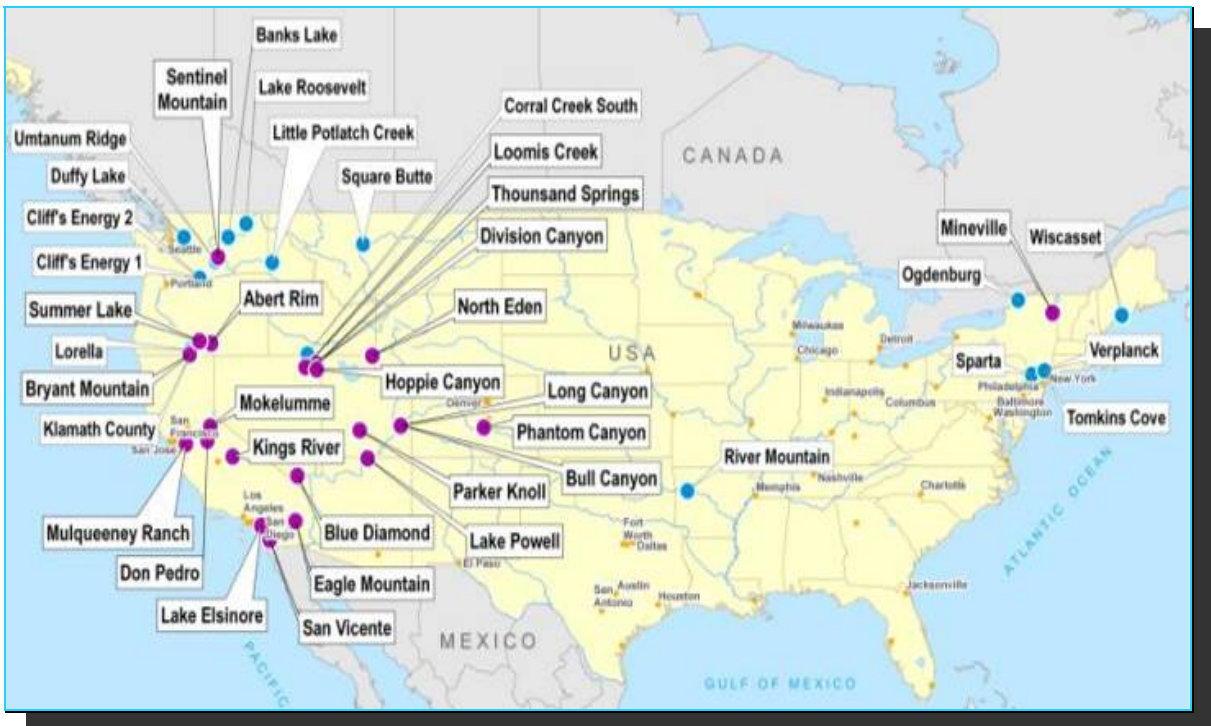 Banks Lake
Sentinel
Mountain
Lake Roosevelt
Corral Creek South
Little Potlatch Creek
Umtanum Ridge
Loomis Creek
CANADA
Duffy Lake
Square Butte
Thounsand Springs
Cliff's Energy 2
Division Canyon
Mineville
Wiscasset
Seattle
Cliff's Energy 1
Ogdenburg
Portland
Abert Rim
Summer Lake
North Eden
Milwaukee
Detroit
Lorella
USA
Chicago
Sparta
Verplanck
Bryant Mountain
Hoppie Canyon
New York
Long Canyon
Philadelphia
Indianapolis
Columbus
Mokelumme
Denver
Baltimore
Washington
Klamath County
San
Francisco
Phantom Canyon
Tomkins Cove
San Jose
Kings River
River Mountain
Bull Canyon
Nashville
Parker Knoll
Memphis
Charlotte
Los
Angeles
San
Diego
Mulqueeney Ranch
Blue Diamond
Lake Powell
Fort
Worth
Dallas
ATLANTIC OCEAN
El Paso
Don Pedro
Eagle Mountain
San
Antonio
Austin
Houston
Jacksonville
Lake Elsinore
San Vicente
MEXICO
PACIFIC
GULF OF MEXICO